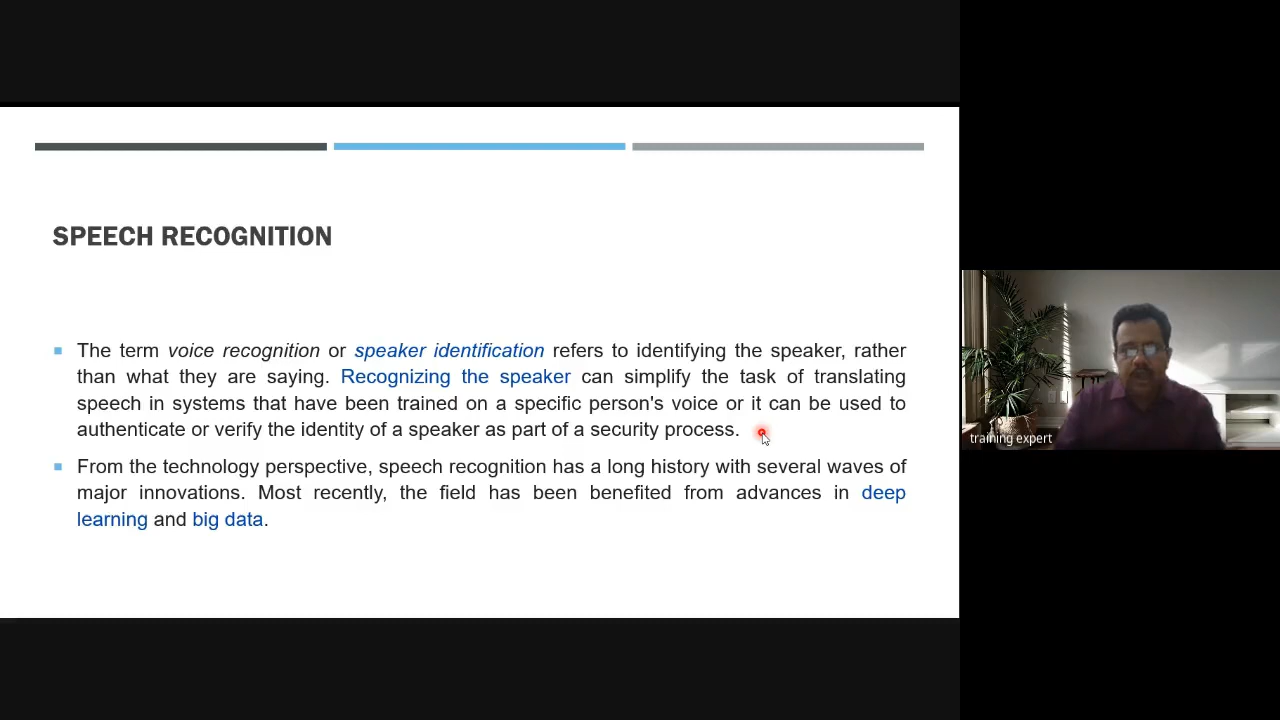 SPEECH RECOGNITION
The term voice recognition or speaker identification refers to identifying the speaker, rather
than what they are saying. Recognizing the speaker can simplify the task of translating
speech in systems that have been trained on a specific person's voice or it can be used to
authenticate or verify the identity of a speaker as part of a security process.
From the technology perspective, speech recognition has a long history with several waves of
major innovations. Most recently, the field has been benefited from advances in deep
learning and big data.
training expert